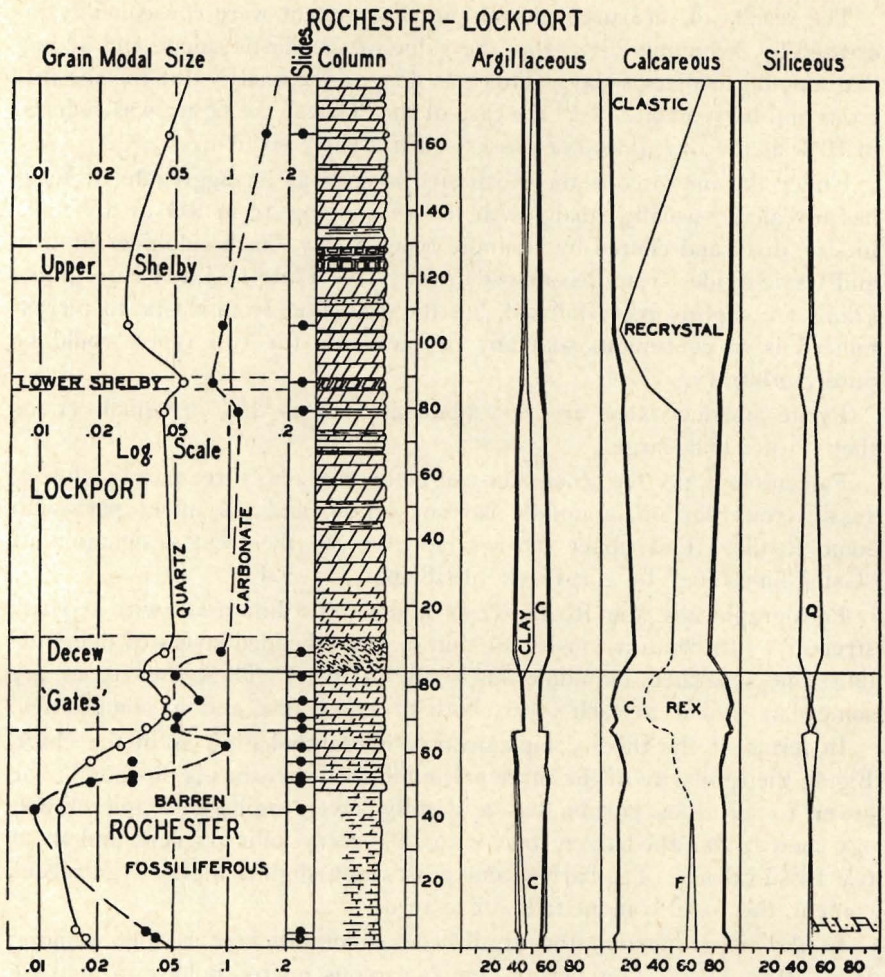 ROCHESTER – LOCKPORT
Grain Modal Size
Slides
Column
Argillaceous
Calcareous
Siliceous
CLASTIC
.01 .02 .05 .1 .2
160
140
Upper Shelby
120
RECRYSTAL
100
LOWER SHELBY
80
.01 .02 .05 .1 .2
Log Scale
60
LOCKPORT
QUARTZ
CARBONATE
40
20
CLAY
C
Q
Decew
'Gates'
80
C
REX
60
BARREN
40
ROCHESTER
FOSSILIFEROUS
20
C
F
H.L.A.
.01 .02 .05 .1 .2
20 40 60 80
20 40 60 80
20 40 60 80